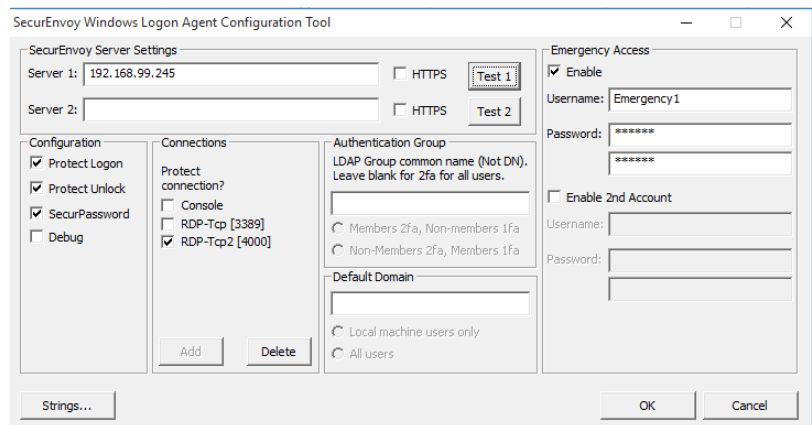 SecurEnvoy Windows Logon Agent Configuration Tool
SecurEnvoy Server Settings
Server 1: 192.168.99.245 HTTPS Test 1
Server 2: HTTPS Test 2
Configuration
Protect Logon
Protect Unlock
SecurPassword
Debug
Connections
Protect
connection?
Console
RDP-Tcp [3389]
RDP-Tcp2 [4000]
Add Delete
Authentication Group
LDAP Group common name (Not DN).
Leave blank for 2fa for all users.
Members 2fa, Non-members 1fa
Non-Members 2fa, Members 1fa
Default Domain
Local machine users only
All users
Emergency Access
Enable
Username: Emergency1
Password: ******
******
Enable 2nd Account
Username:
Password:
Strings... OK Cancel